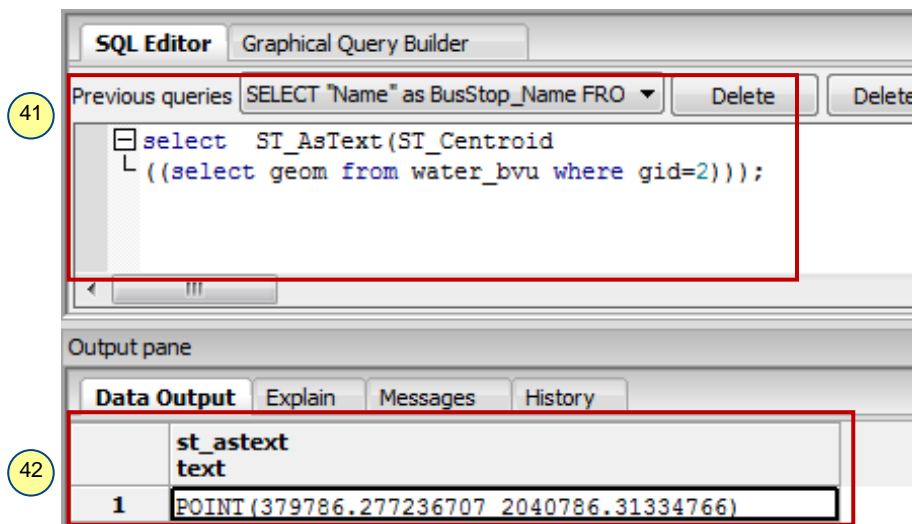 SQL Editor Graphical Query Builder
41
Previous queries SELECT "Name" as BusStop_Name FRO Delete Delete
select ST_AsText(ST_Centroid
((select geom from water_bvu where gid=2)));
Output pane
Data Output Explain Messages History
42
st_astext
text
1 POINT(379786.277236707 2040786.31334766)